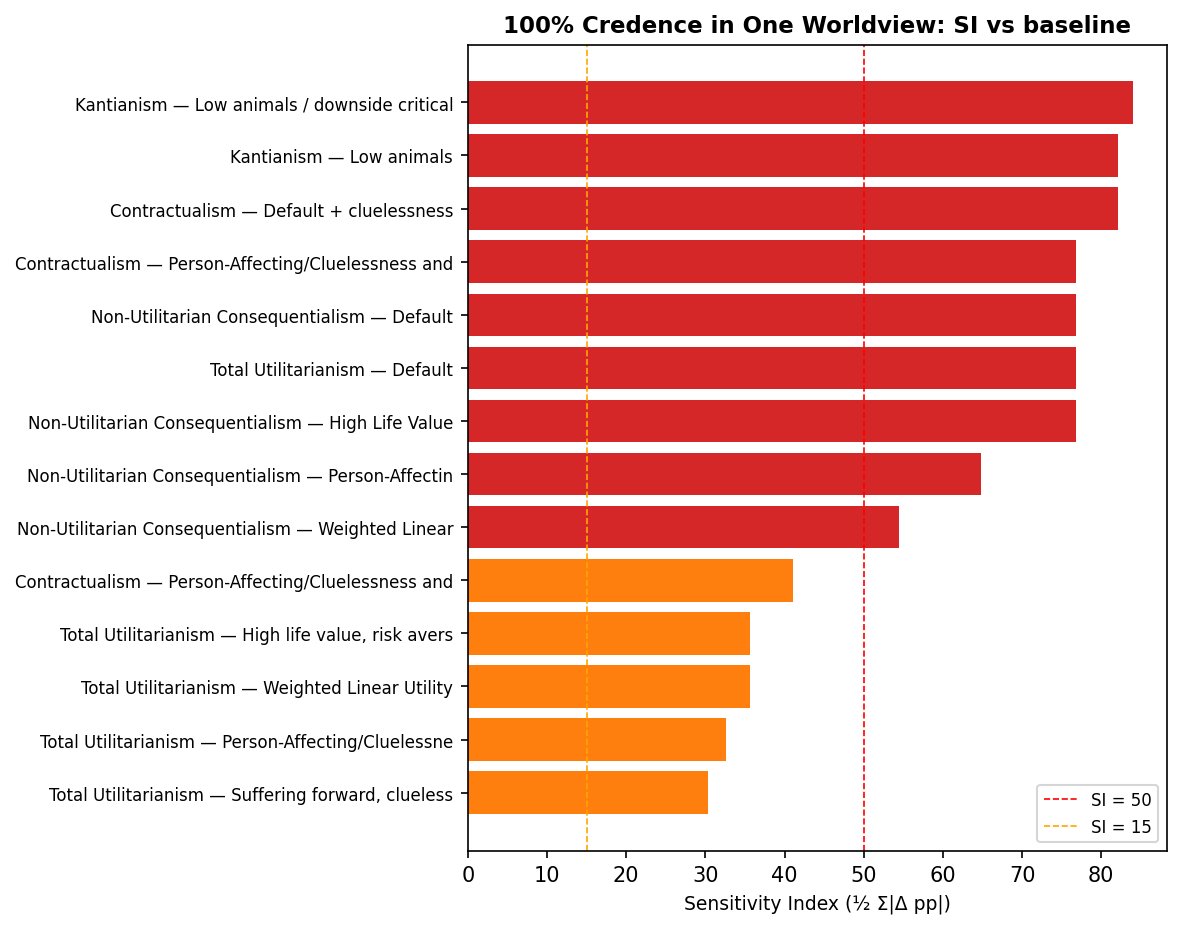 100% Credence in One Worldview: SI vs baseline
Kantianism — Low animals / downside critical
Kantianism — Low animals
Contractualism — Default + cluelessness
Contractualism — Person-Affecting/Cluelessness and
Non-Utilitarian Consequentialism — Default
Total Utilitarianism — Default
Non-Utilitarian Consequentialism — High Life Value
Non-Utilitarian Consequentialism — Person-Affectin
Non-Utilitarian Consequentialism — Weighted Linear
Contractualism — Person-Affecting/Cluelessness and
Total Utilitarianism — High life value, risk avers
Total Utilitarianism — Weighted Linear Utility
Total Utilitarianism — Person-Affecting/Cluelessne
Total Utilitarianism — Suffering forward, clueless
SI = 50
SI = 15
0 10 20 30 40 50 60 70 80
Sensitivity Index (½ Σ|Δ pp|)